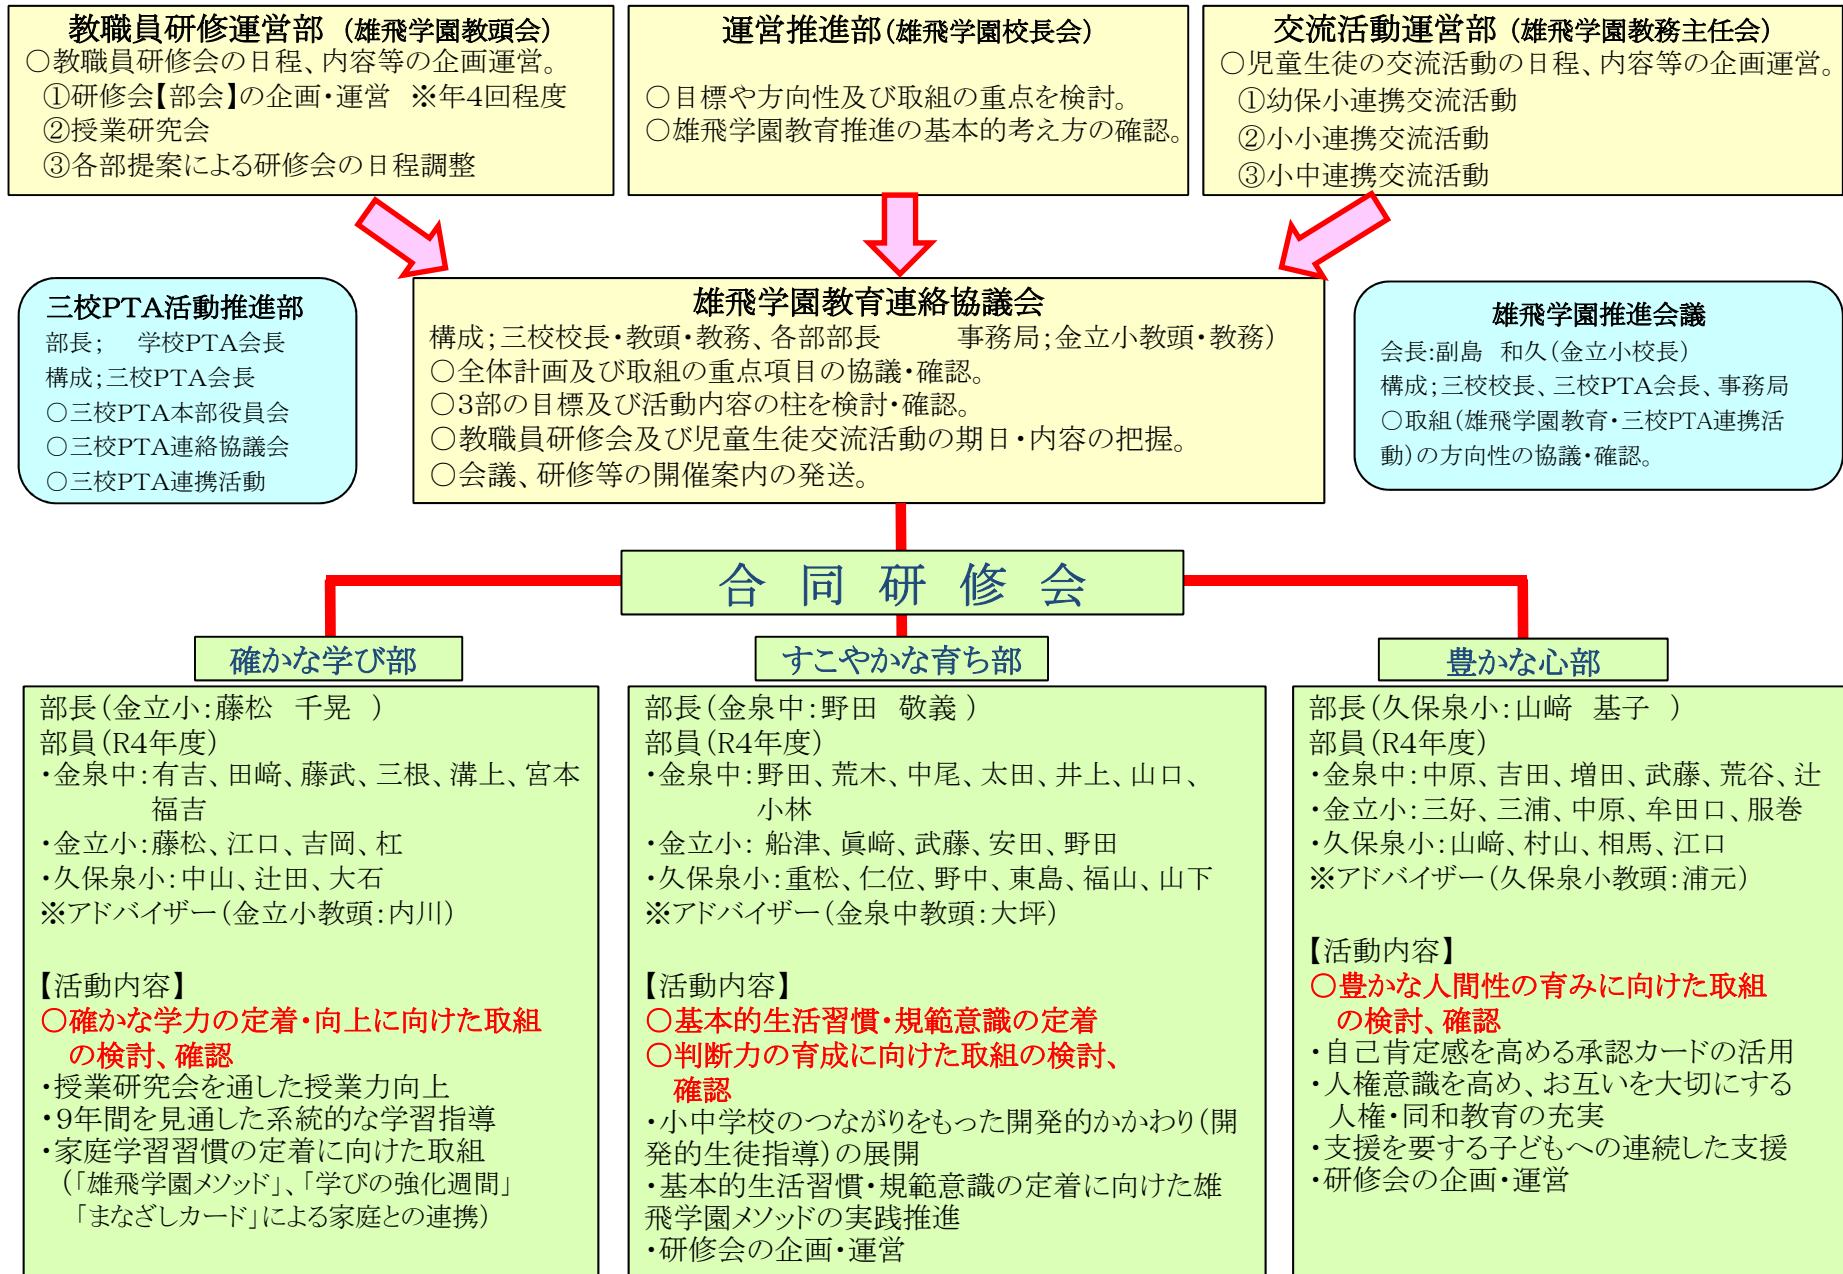 教職員研修運営部（雄飛学園教頭会）
○教職員研修会の日程、内容等の企画運営。
①研修会【部会】の企画・運営　※年4回程度
②授業研究会
③各部提案による研修会の日程調整
運営推進部(雄飛学園校長会)
○目標や方向性及び取組の重点を検討。
○雄飛学園教育推進の基本的考え方の確認。
交流活動運営部（雄飛学園教務主任会）
○児童生徒の交流活動の日程、内容等の企画運営。
①幼保小連携交流活動
②小小連携交流活動
③小中連携交流活動
三校PTA活動推進部
部長；　学校PTA会長
構成；三校PTA会長
○三校PTA本部役員会
○三校PTA連絡協議会
○三校PTA連携活動
雄飛学園教育連絡協議会
構成；三校校長・教頭・教務、各部部長　　　事務局；金立小教頭・教務）
○全体計画及び取組の重点項目の協議・確認。
○3部の目標及び活動内容の柱を検討・確認。
○教職員研修会及び児童生徒交流活動の期日・内容の把握。
○会議、研修等の開催案内の発送。
雄飛学園推進会議
会長:副島　和久（金立小校長）
構成；三校校長、三校PTA会長、事務局
○取組（雄飛学園教育・三校PTA連携活
動）の方向性の協議・確認。
合同研修会
確かな学び部
部長（金立小：藤松　千晃　）
部員（R4年度）
・金泉中：有吉、田﨑、藤武、三根、溝上、宮本
福吉
・金立小：藤松、江口、吉岡、杠
・久保泉小：中山、辻田、大石
※アドバイザー（金立小教頭：内川）
【活動内容】
○確かな学力の定着・向上に向けた取組
の検討、確認
・授業研究会を通した授業力向上
・9年間を見通した系統的な学習指導
・家庭学習習慣の定着に向けた取組
（「雄飛学園メソッド」、「学びの強化週間」
「まなざしカード」による家庭との連携）
すこやかな育ち部
部長（金泉中：野田　敬義 ）
部員（R4年度）
・金泉中：野田、荒木、中尾、太田、井上、山口、
小林
・金立小： 船津、眞﨑、武藤、安田、野田
・久保泉小：重松、仁位、野中、東島、福山、山下
※アドバイザー（金泉中教頭：大坪）
【活動内容】
○基本的生活習慣・規範意識の定着
○判断力の育成に向けた取組の検討、
確認
・小中学校のつながりをもった開発的かかわり（開
発的生徒指導）の展開
・基本的生活習慣・規範意識の定着に向けた雄
飛学園メソッドの実践推進
・研修会の企画・運営
豊かな心部
部長（久保泉小：山﨑　基子　）
部員（R4年度）
・金泉中：中原、吉田、増田、武藤、荒谷、辻
・金立小：三好、三浦、中原、牟田口、服巻
・久保泉小：山﨑、村山、相馬、江口
※アドバイザー（久保泉小教頭：浦元）
【活動内容】
○豊かな人間性の育みに向けた取組
の検討、確認
・自己肯定感を高める承認カードの活用
・人権意識を高め、お互いを大切にする
人権・同和教育の充実
・支援を要する子どもへの連続した支援
・研修会の企画・運営